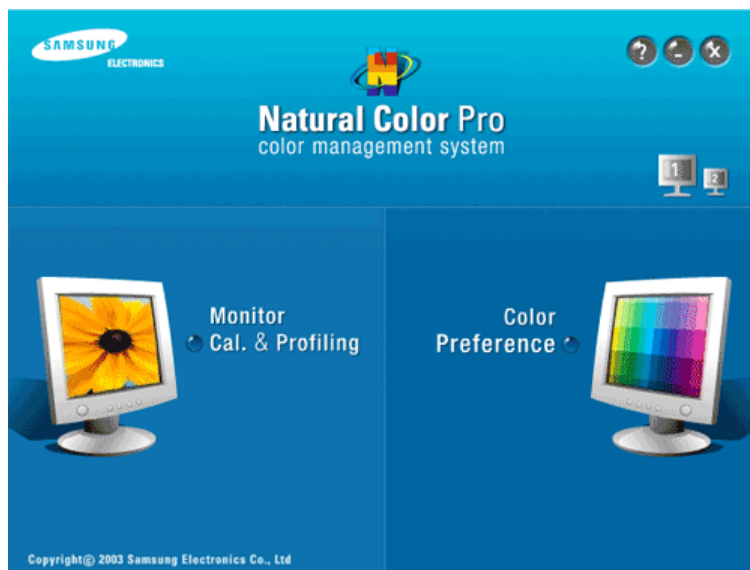 SAMSUNG
ELECTRONICS
? - x
N
Natural Color Pro
color management system
1 2
Monitor
Cal. & Profiling
Color
Preference
Copyright© 2003 Samsung Electronics Co., Ltd